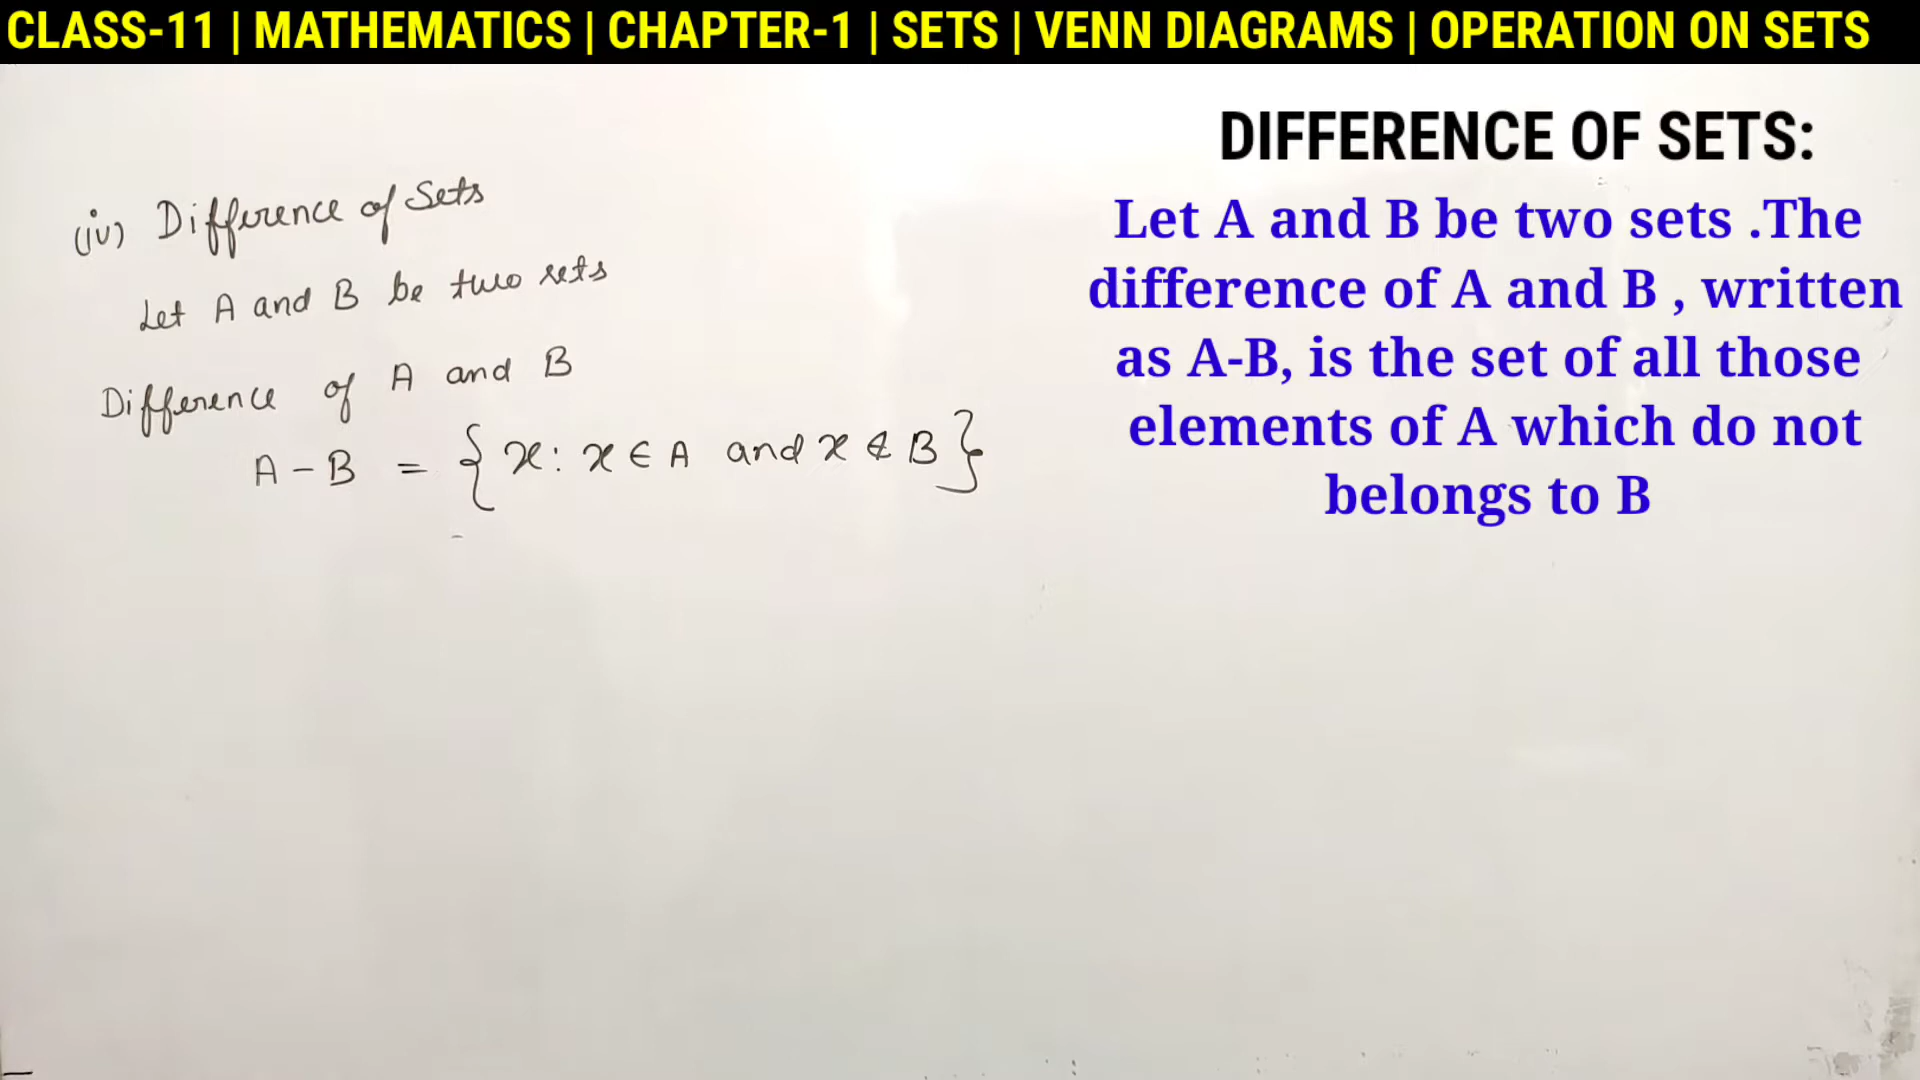 CLASS-11 | MATHEMATICS | CHAPTER-1 | SETS | VENN DIAGRAMS | OPERATION ON SETS
(iv) Difference of Sets
Let A and B be two sets
Difference of A and B
A - B = { x : x ∈ A and x ∉ B }
DIFFERENCE OF SETS:
Let A and B be two sets .The
difference of A and B , written
as A-B, is the set of all those
elements of A which do not
belongs to B